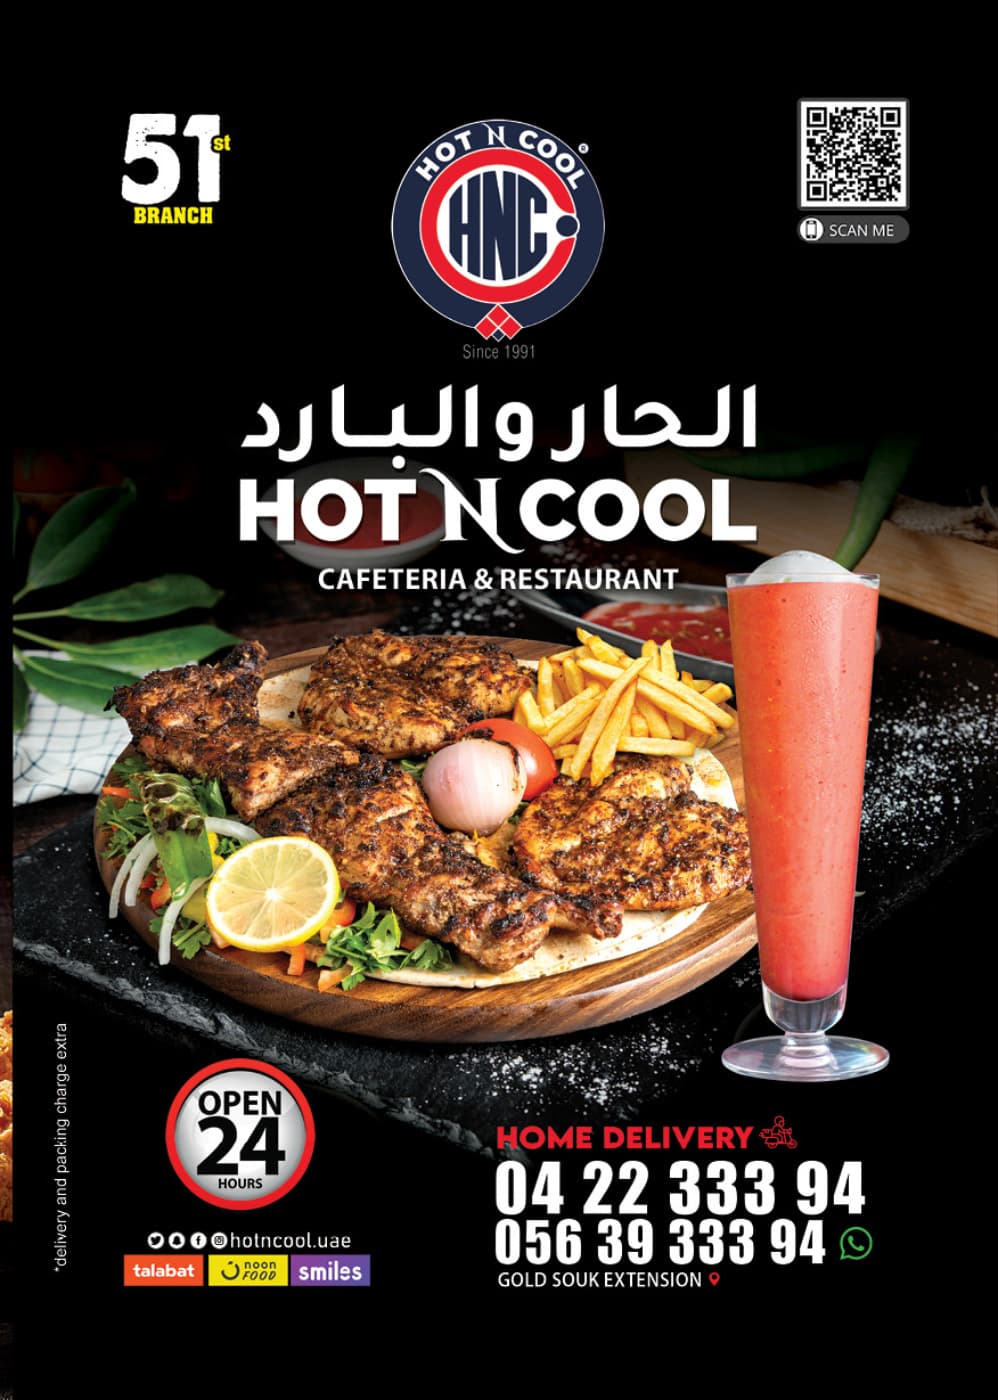 51st
BRANCH
HOT N COOL ®
HNC
Since 1991
SCAN ME
الحار والبارد
HOT N COOL
CAFETERIA & RESTAURANT
*delivery and packing charge extra
OPEN
24
HOURS
hotncool.uae
talabat noon FOOD smiles
HOME DELIVERY
04 22 333 94
056 39 333 94
GOLD SOUK EXTENSION